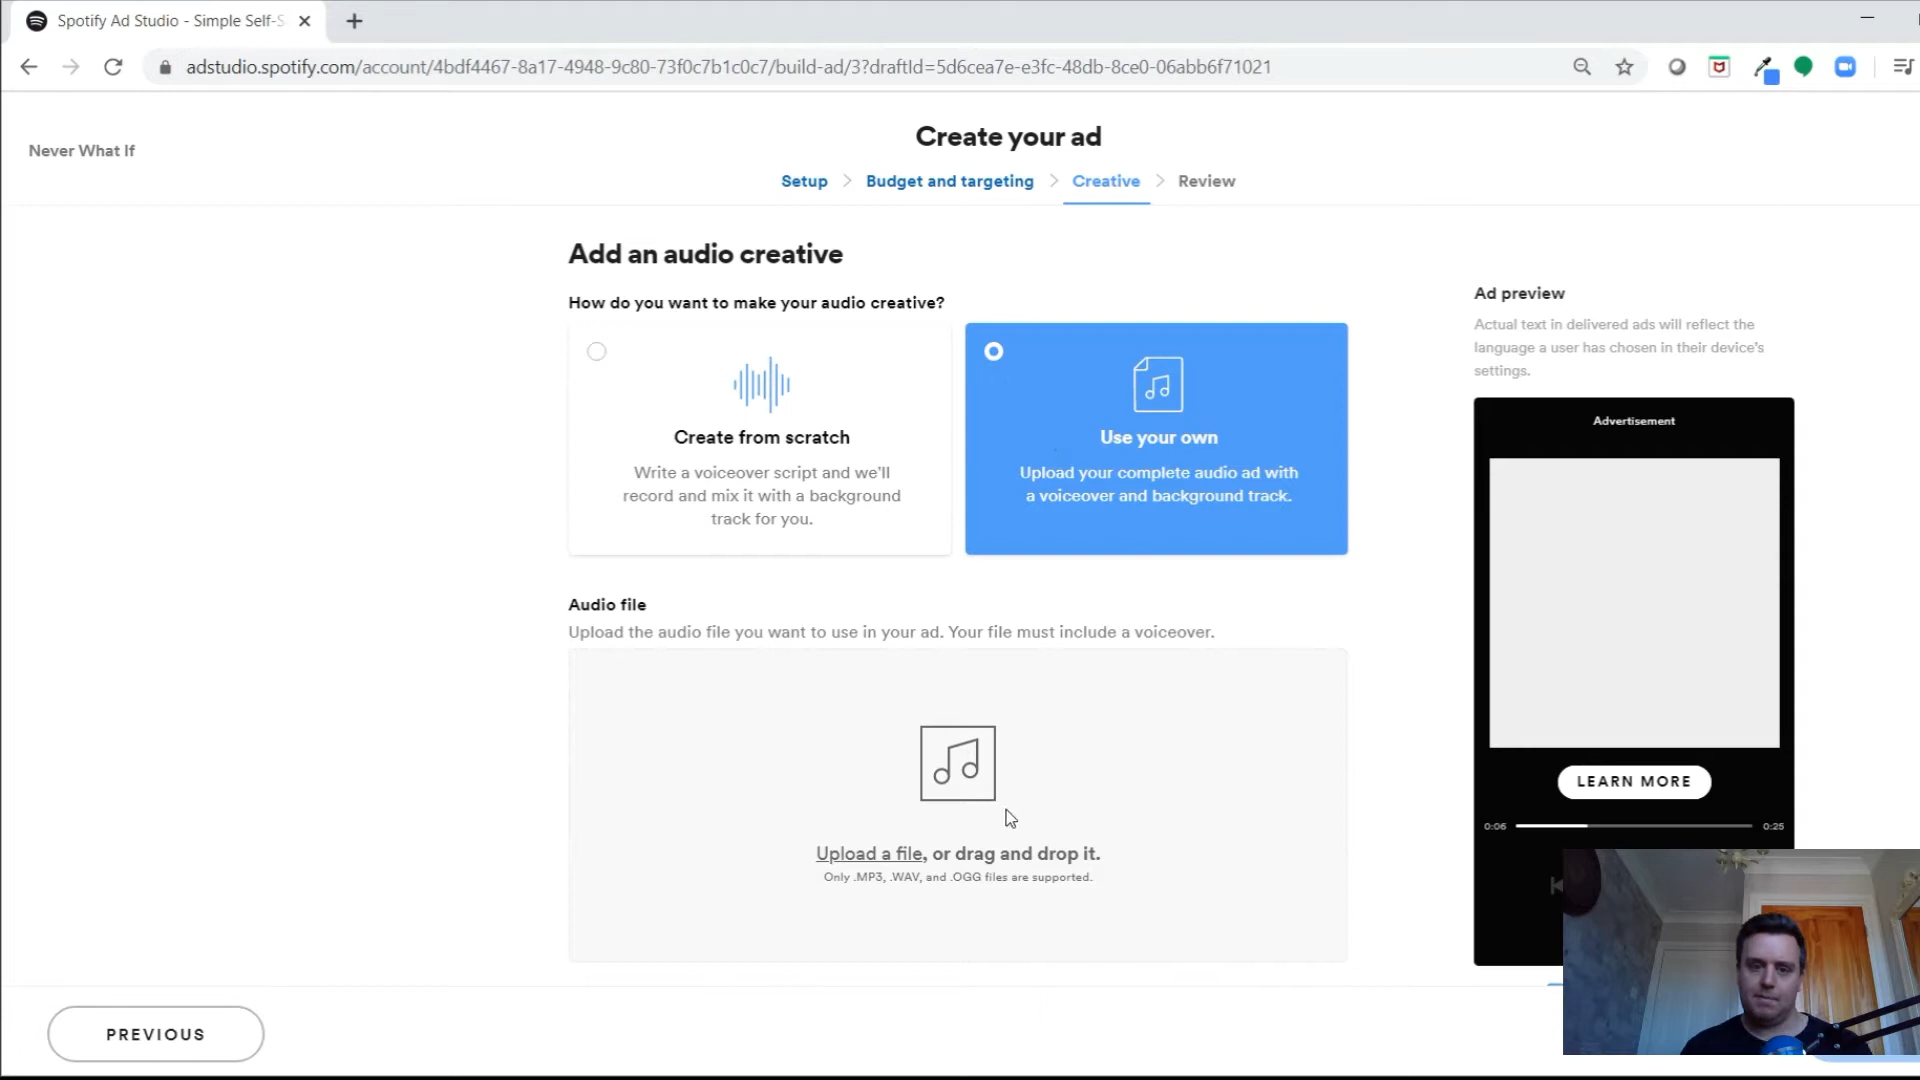 Spotify Ad Studio - Simple Self-S
adstudio.spotify.com/account/4bdf4467-8a17-4948-9c80-73f0c7b1c0c7/build-ad/3?draftId=5d6cea7e-e3fc-48db-8ce0-06abb6f71021
Never What If
Create your ad
Setup > Budget and targeting > Creative > Review
Add an audio creative
How do you want to make your audio creative?
Create from scratch
Write a voiceover script and we'll
record and mix it with a background
track for you.
Use your own
Upload your complete audio ad with
a voiceover and background track.
Audio file
Upload the audio file you want to use in your ad. Your file must include a voiceover.
Upload a file, or drag and drop it.
Only .MP3, .WAV, and .OGG files are supported.
Ad preview
Actual text in delivered ads will reflect the
language a user has chosen in their device's
settings.
Advertisement
LEARN MORE
0:06
0:25
PREVIOUS